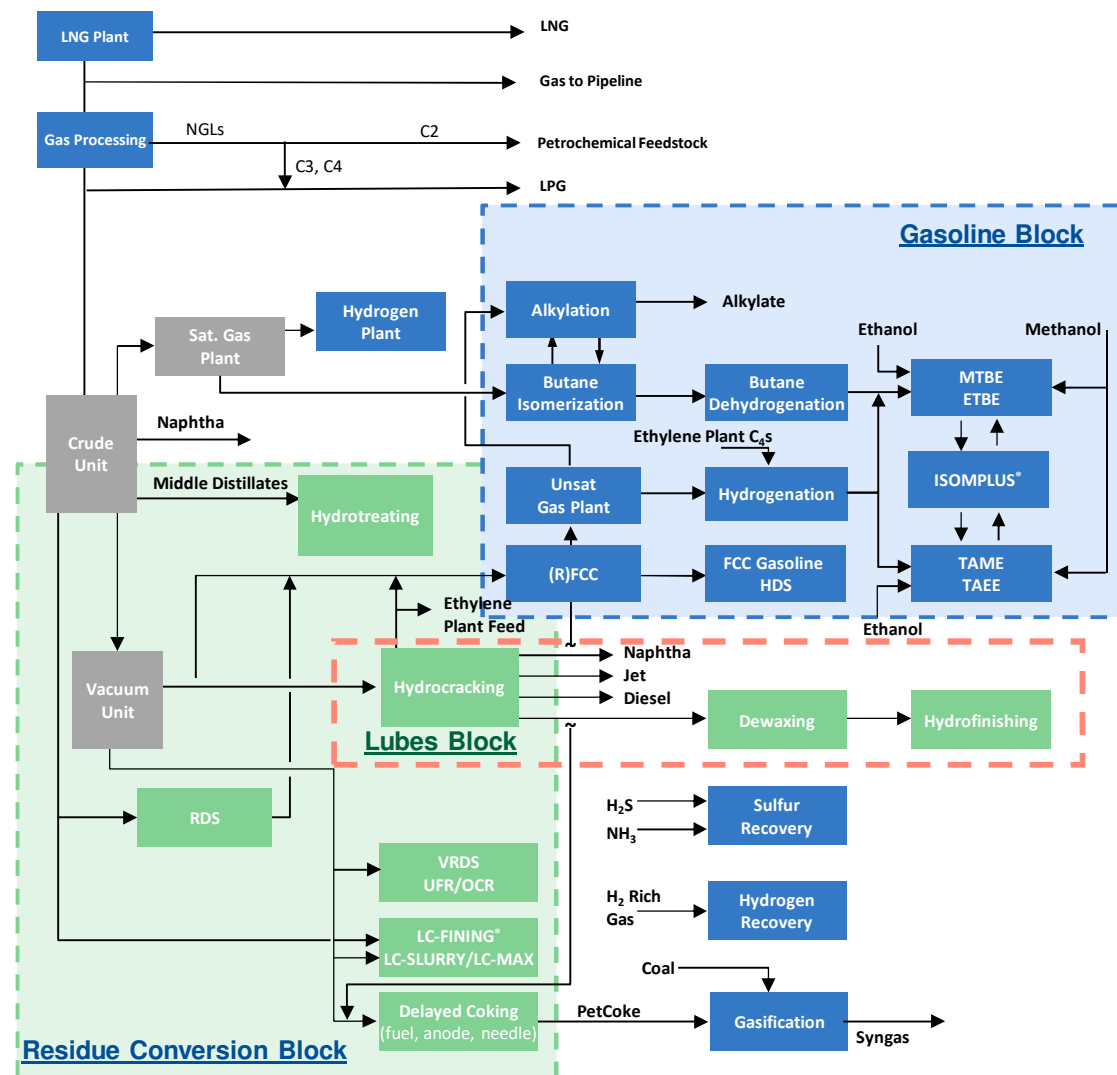 LNG Plant
LNG
Gas to Pipeline
Gas Processing
NGLs
C2
Petrochemical Feedstock
C3, C4
LPG
Gasoline Block
Alkylation
Alkylate
Hydrogen
Plant
Sat. Gas
Plant
Ethanol
Methanol
Butane
Isomerization
Butane
Dehydrogenation
MTBE
ETBE
Crude
Unit
Naphtha
Ethylene Plant C₄s
Middle Distillates
Hydrotreating
Unsat
Gas Plant
Hydrogenation
ISOMPLUS®
(R)FCC
FCC Gasoline
HDS
TAME
TAEE
Ethylene
Plant Feed
Ethanol
Vacuum
Unit
Hydrocracking
Naphtha
Jet
Diesel
~
~
Dewaxing
Hydrofinishing
Lubes Block
RDS
H₂S
NH₃
Sulfur
Recovery
VRDS
UFR/OCR
H₂ Rich
Gas
Hydrogen
Recovery
LC-FINING®
LC-SLURRY/LC-MAX
Coal
Delayed Coking
(fuel, anode, needle)
PetCoke
Gasification
Syngas
Residue Conversion Block